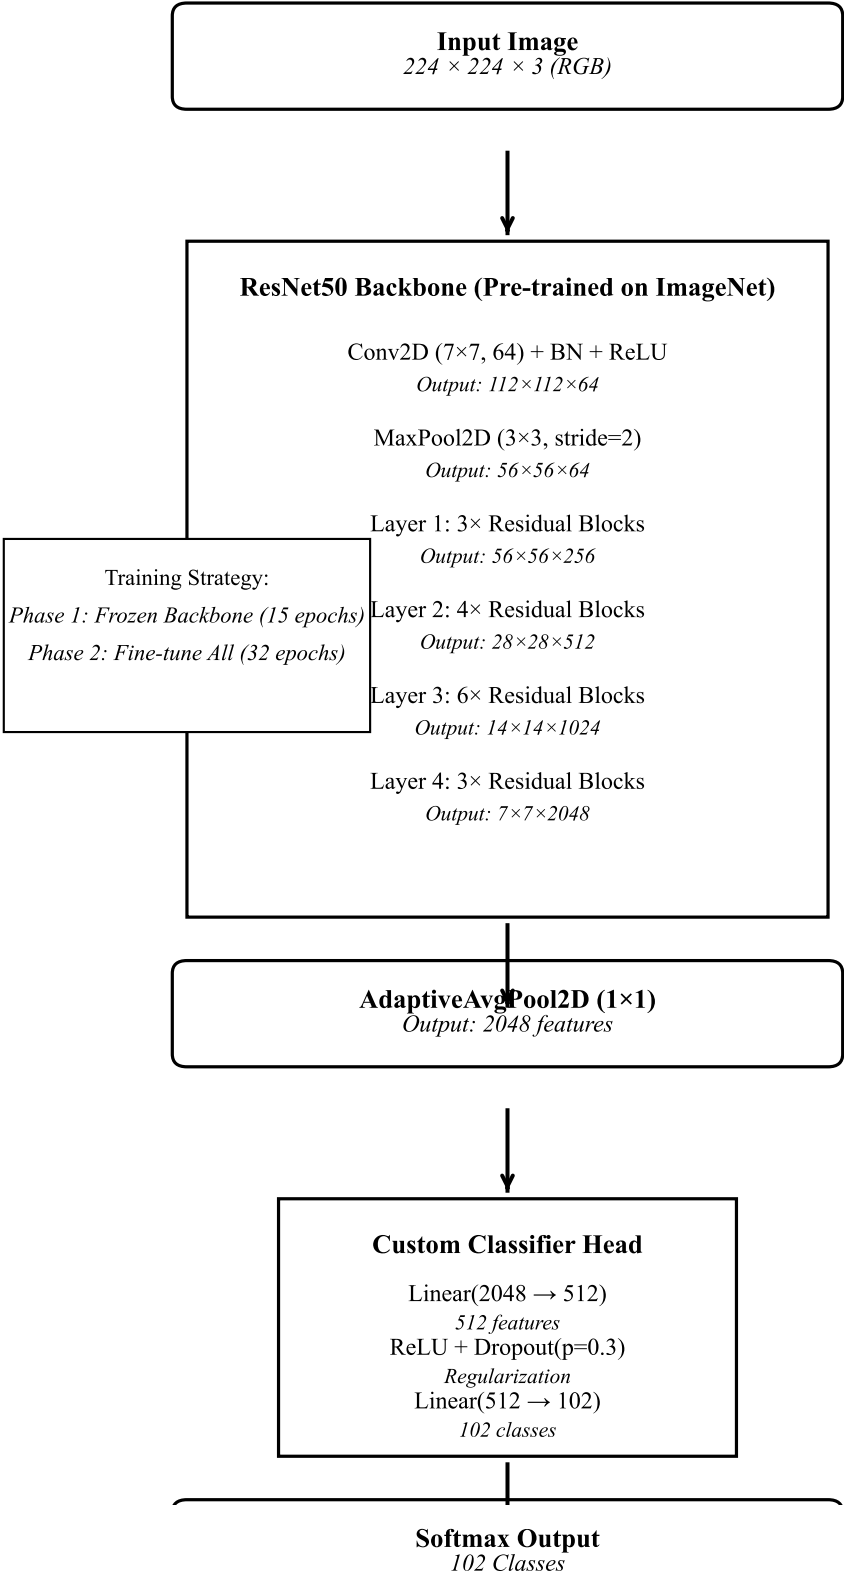 Input Image
224 × 224 × 3 (RGB)
ResNet50 Backbone (Pre-trained on ImageNet)
Conv2D (7×7, 64) + BN + ReLU
Output: 112×112×64
MaxPool2D (3×3, stride=2)
Output: 56×56×64
Layer 1: 3× Residual Blocks
Output: 56×56×256
Layer 2: 4× Residual Blocks
Output: 28×28×512
Layer 3: 6× Residual Blocks
Output: 14×14×1024
Layer 4: 3× Residual Blocks
Output: 7×7×2048
Training Strategy:
Phase 1: Frozen Backbone (15 epochs)
Phase 2: Fine-tune All (32 epochs)
AdaptiveAvgPool2D (1×1)
Output: 2048 features
Custom Classifier Head
Linear(2048 → 512)
512 features
ReLU + Dropout(p=0.3)
Regularization
Linear(512 → 102)
102 classes
Softmax Output
102 Classes